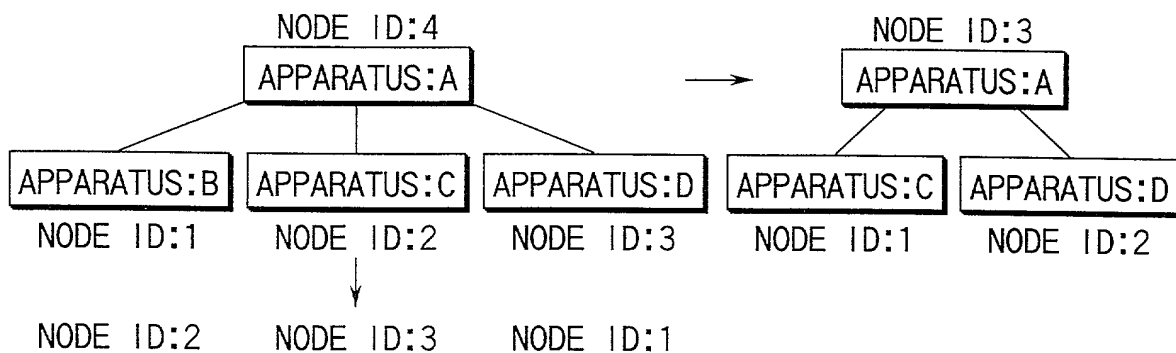 NODE ID:4
APPARATUS:A
APPARATUS:B
APPARATUS:C
APPARATUS:D
NODE ID:1
NODE ID:2
NODE ID:3
NODE ID:2
NODE ID:3
NODE ID:1
NODE ID:3
APPARATUS:A
APPARATUS:C
APPARATUS:D
NODE ID:1
NODE ID:2